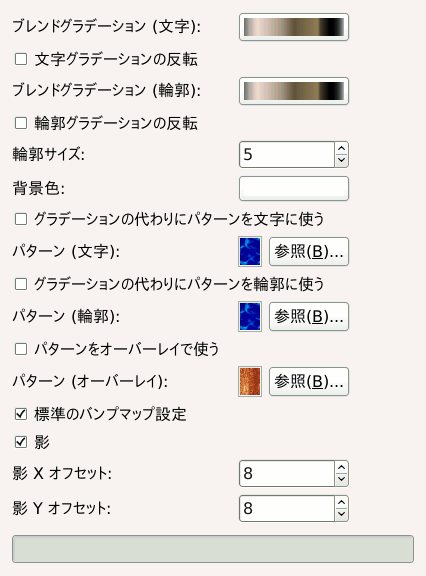 ブレンドグラデーション (文字):
文字グラデーションの反転
ブレンドグラデーション (輪郭):
輪郭グラデーションの反転
輪郭サイズ: 5
背景色:
グラデーションの代わりにパターンを文字に使う
パターン (文字): 参照(B)...
グラデーションの代わりにパターンを輪郭に使う
パターン (輪郭): 参照(B)...
パターンをオーバーレイで使う
パターン (オーバーレイ): 参照(B)...
標準のバンプマップ設定
影
影 X オフセット: 8
影 Y オフセット: 8